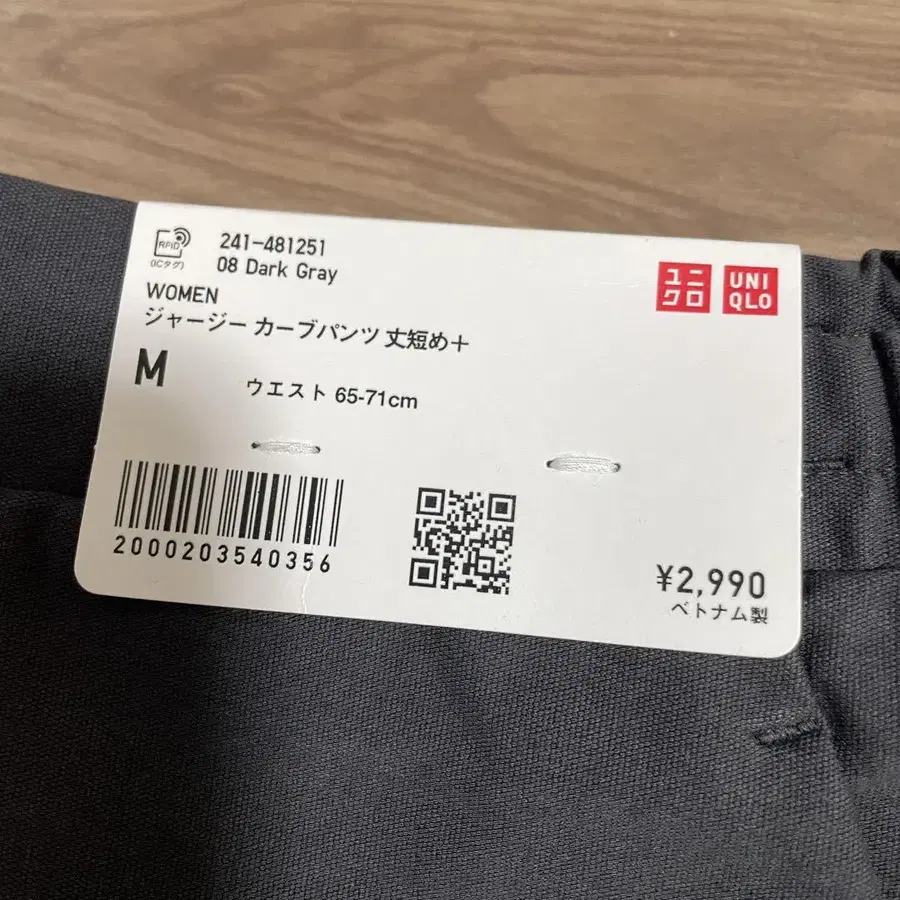 RFID
(ICタグ)
241-481251
08 Dark Gray
WOMEN
ジャージー カーブパンツ 丈短め+
M
ウエスト 65-71cm
ユニ
クロ
UNI
QLO
2000203540356
¥2,990
ベトナム製